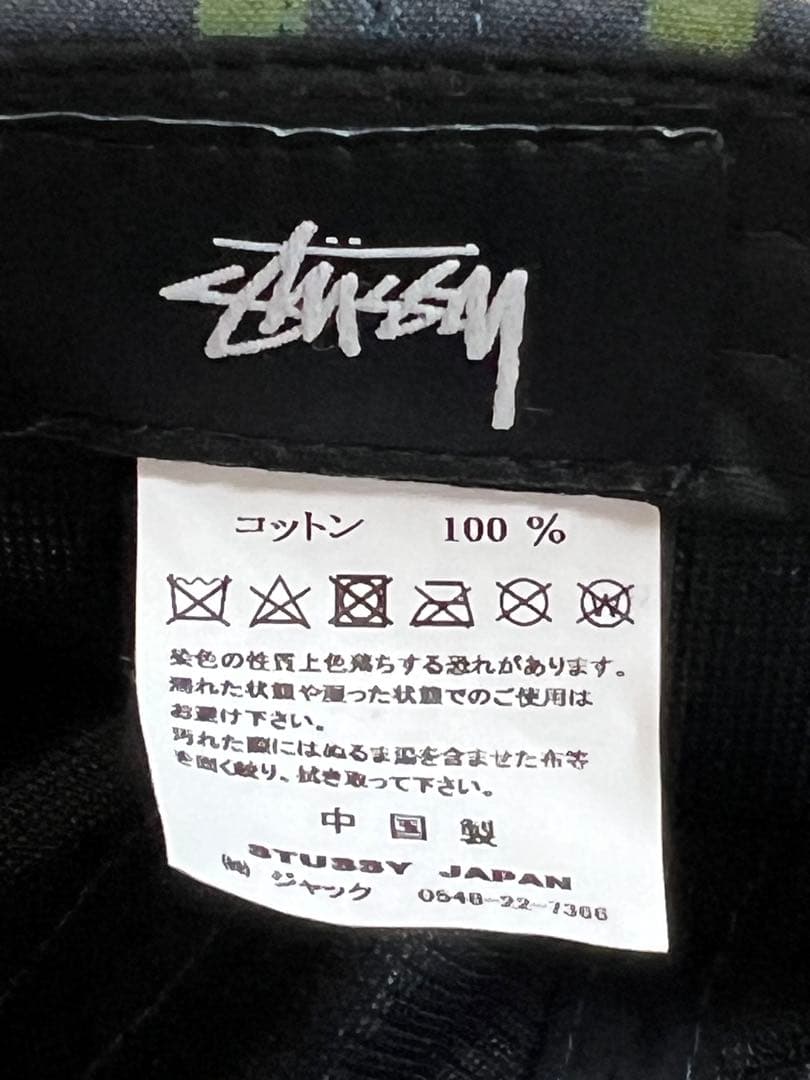 STÜSSY
コットン 100 %
染色の性質上色落ちする恐れがあります。
濡れた状態や湿った状態でのご使用は
お避け下さい。
汚れた際にはぬるま湯を含ませた布等
を固く絞り、拭き取って下さい。
中国製
STUSSY JAPAN
㈱ ジャック 0548-22-7366